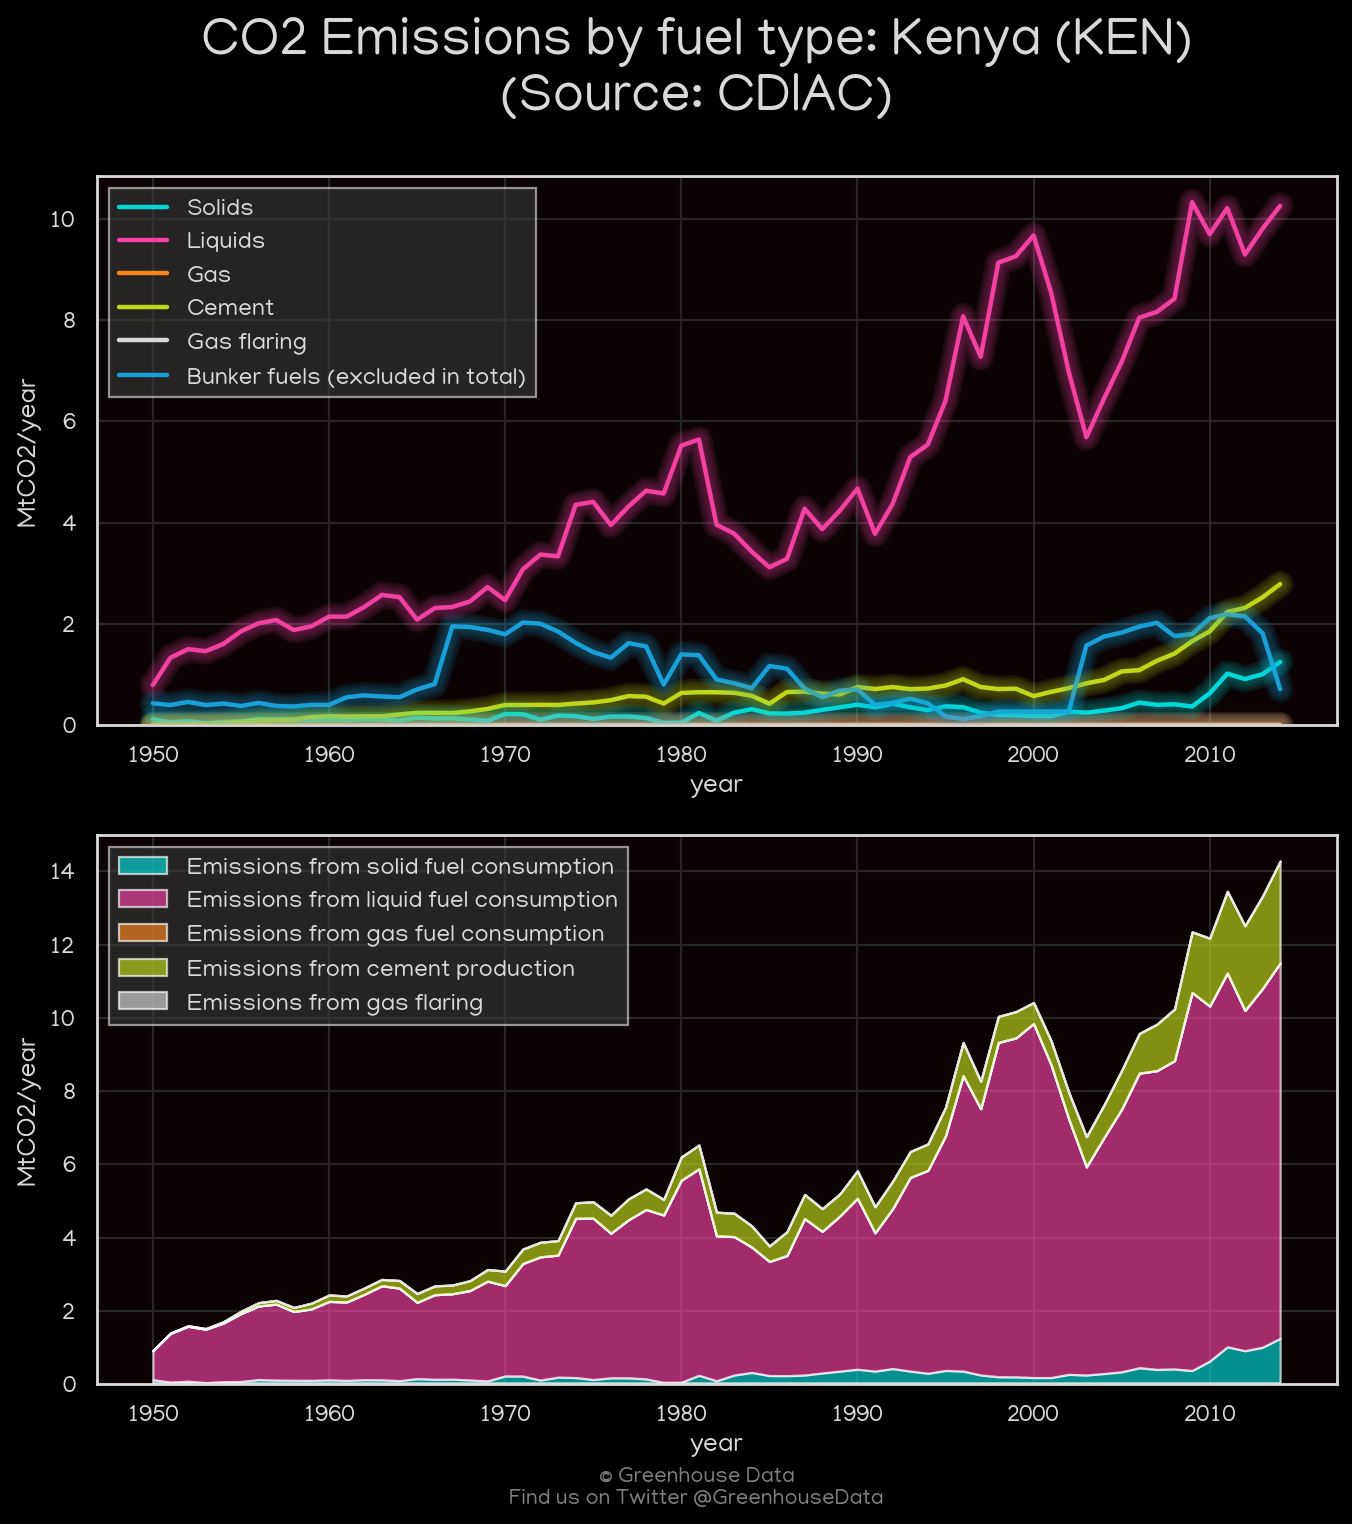 CO2 Emissions by fuel type: Kenya (KEN)
(Source: CDIAC)
Solids
Liquids
Gas
Cement
Gas flaring
Bunker fuels (excluded in total)
10
8
6
4
2
0
MtCO2/year
1950 1960 1970 1980 1990 2000 2010
year
Emissions from solid fuel consumption
Emissions from liquid fuel consumption
Emissions from gas fuel consumption
Emissions from cement production
Emissions from gas flaring
14
12
10
8
6
4
2
0
MtCO2/year
1950 1960 1970 1980 1990 2000 2010
year
© Greenhouse Data
Find us on Twitter @GreenhouseData